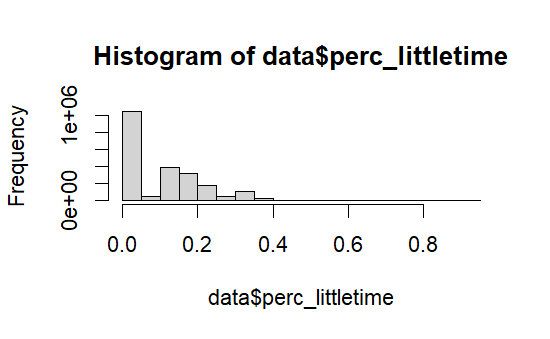 Histogram of data$perc_littletime
Frequency
1e+06
0e+00
0.0 0.2 0.4 0.6 0.8
data$perc_littletime